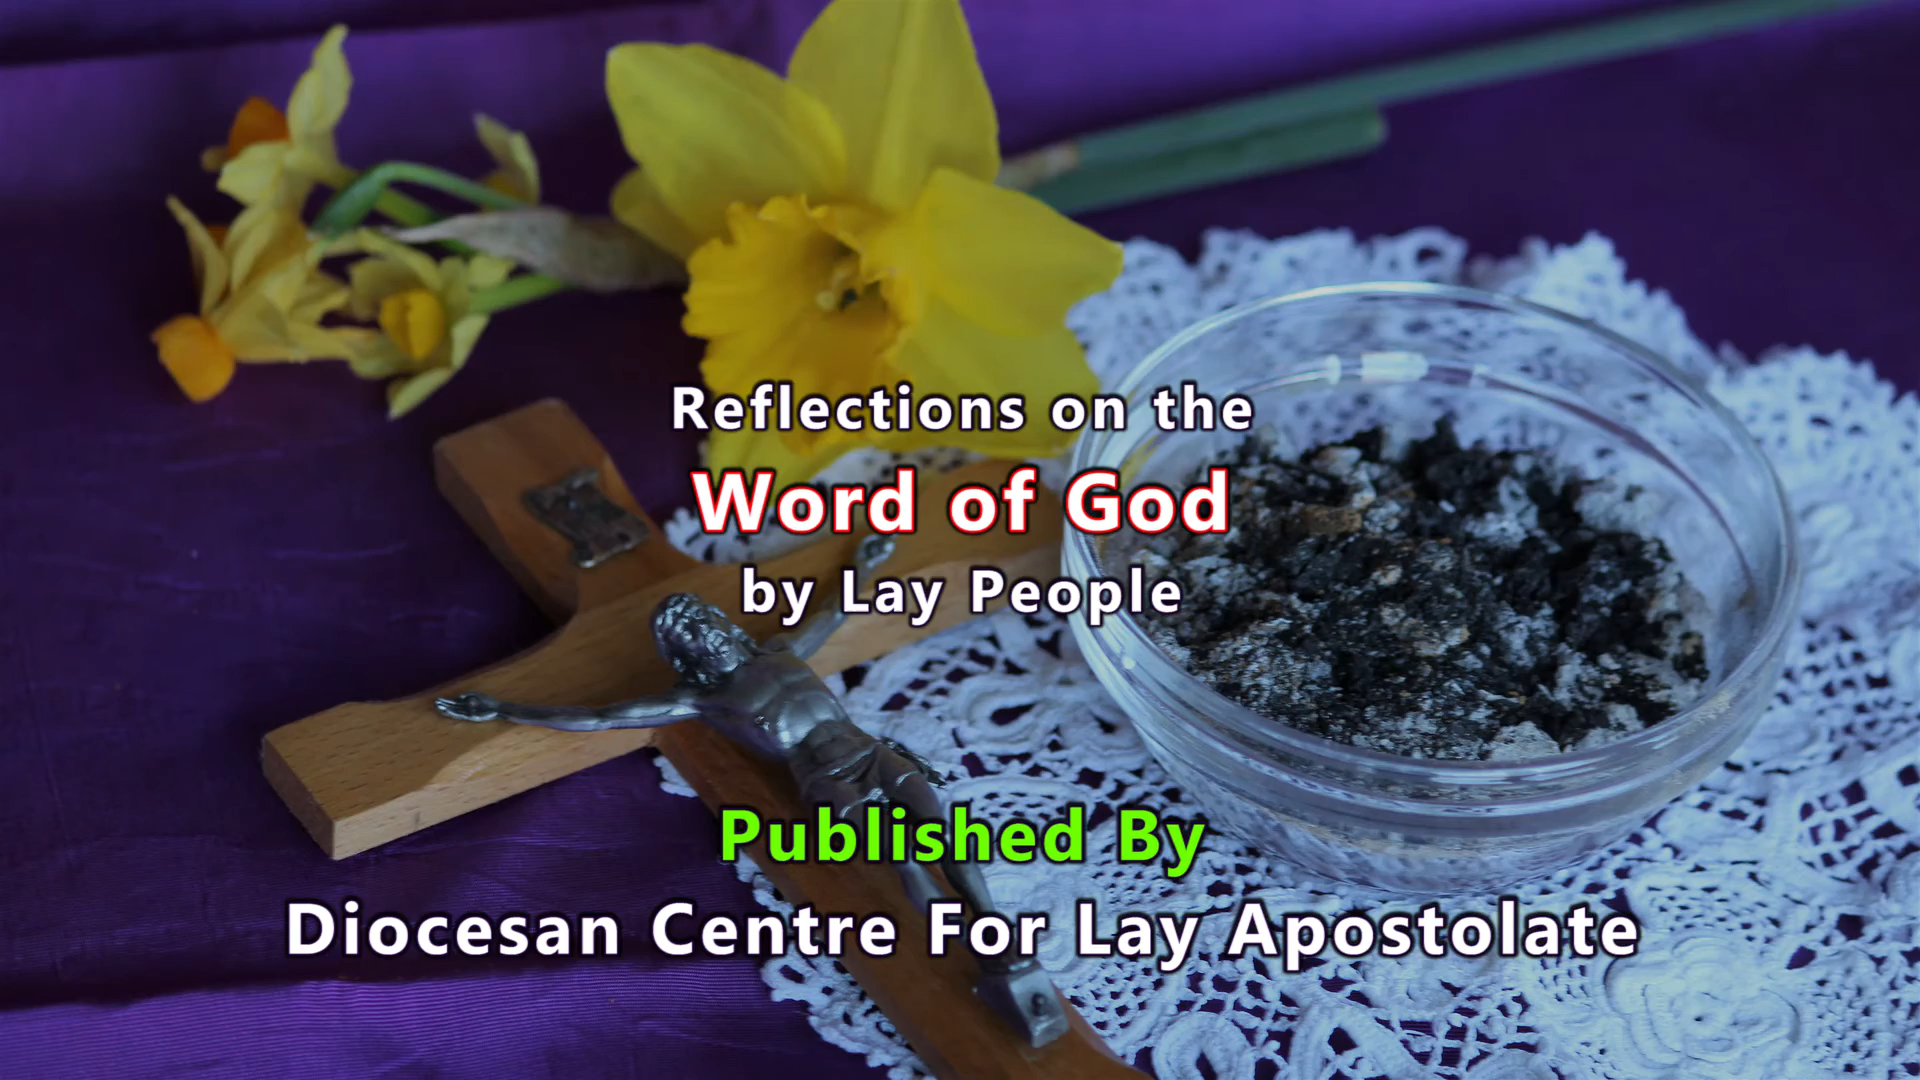 Reflections on the
Word of God
by Lay People
Published By
Diocesan Centre For Lay Apostolate